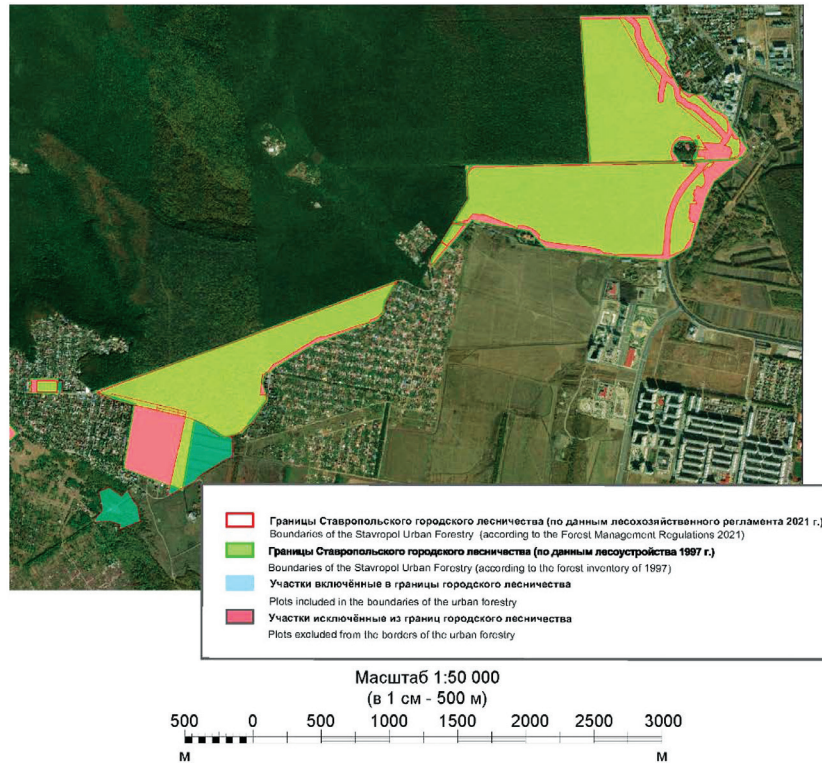 Границы Ставропольского городского лесничества (по данным лесохозяйственного регламента 2021 г.)
Boundaries of the Stavropol Urban Forestry (according to the Forest Management Regulations 2021)
Границы Ставропольского городского лесничества (по данным лесоустройства 1997 г.)
Boundaries of the Stavropol Urban Forestry (according to the forest inventory of 1997)
Участки включённые в границы городского лесничества
Plots included in the boundaries of the urban forestry
Участки исключённые из границ городского лесничества
Plots excluded from the borders of the urban forestry
Масштаб 1:50 000
(в 1 см - 500 м)
500 0 500 1000 1500 2000 2500 3000
м м